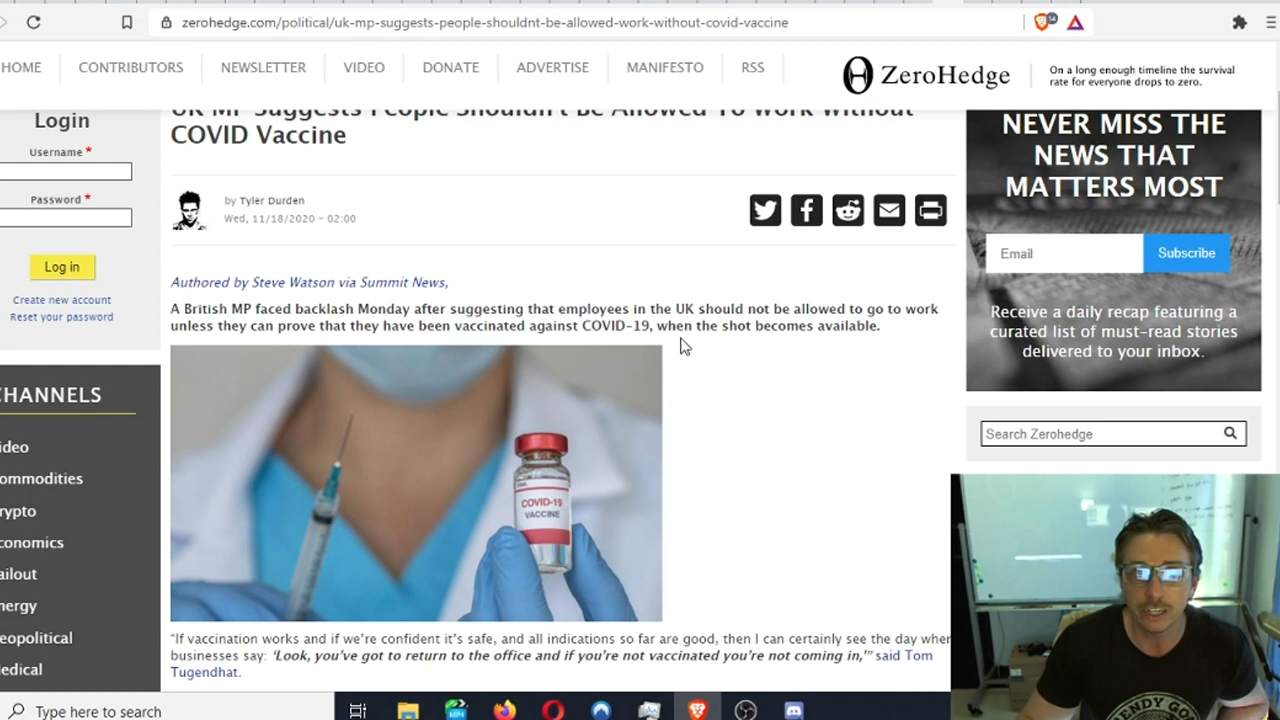 zerohedge.com/political/uk-mp-suggests-people-shouldnt-be-allowed-work-without-covid-vaccine
14
HOME
CONTRIBUTORS
NEWSLETTER
VIDEO
DONATE
ADVERTISE
MANIFESTO
RSS
ZeroHedge
On a long enough timeline the survival
rate for everyone drops to zero.
Login
Username *
Password *
Log in
Create new account
Reset your password
CHANNELS
ideo
ommodities
rypto
conomics
ailout
nergy
eopolitical
edical
UK MP Suggests People Shouldn't Be Allowed To Work Without
COVID Vaccine
by Tyler Durden
Wed, 11/18/2020 - 02:00
Authored by Steve Watson via Summit News,
A British MP faced backlash Monday after suggesting that employees in the UK should not be allowed to go to work
unless they can prove that they have been vaccinated against COVID-19, when the shot becomes available.
COVID-19
VACCINE
"If vaccination works and if we're confident it's safe, and all indications so far are good, then I can certainly see the day when
businesses say: 'Look, you've got to return to the office and if you're not vaccinated you're not coming in,'" said Tom
Tugendhat.
NEVER MISS THE
NEWS THAT
MATTERS MOST
Email
Subscribe
Receive a daily recap featuring a
curated list of must-read stories
delivered to your inbox.
Search Zerohedge
Type here to search